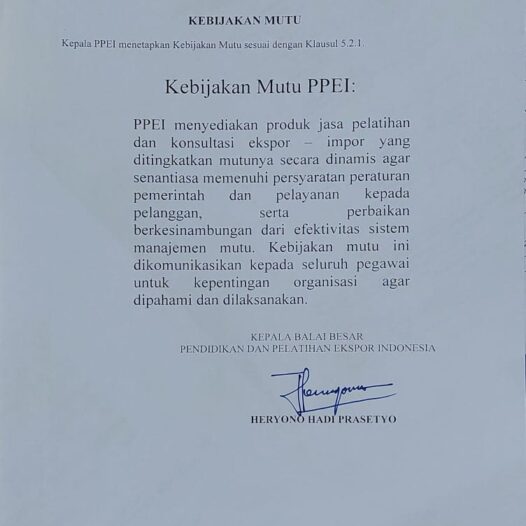 KEBIJAKAN MUTU
Kepala PPEI menetapkan Kebijakan Mutu sesuai dengan Klausul 5.2.1.
Kebijakan Mutu PPEI:
PPEI menyediakan produk jasa pelatihan
dan konsultasi ekspor – impor yang
ditingkatkan mutunya secara dinamis agar
senantiasa memenuhi persyaratan peraturan
pemerintah dan pelayanan kepada
pelanggan, serta perbaikan
berkesinambungan dari efektivitas sistem
manajemen mutu. Kebijakan mutu ini
dikomunikasikan kepada seluruh pegawai
untuk kepentingan organisasi agar
dipahami dan dilaksanakan.
KEPALA BALAI BESAR
PENDIDIKAN DAN PELATIHAN EKSPOR INDONESIA
HERYONO HADI PRASETYO